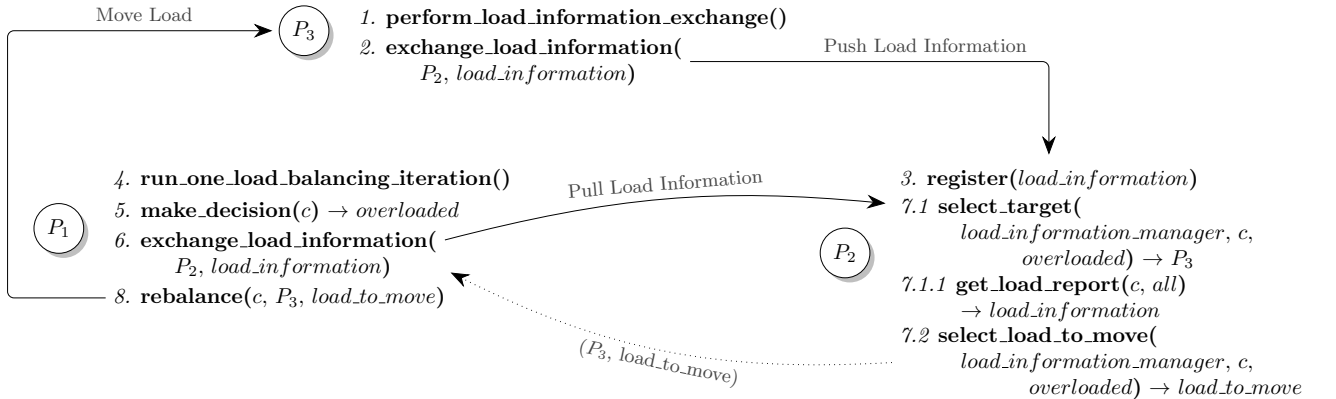 Move Load
P3
1. perform_load_information_exchange()
2. exchange_load_information(
P2, load_information)
Push Load Information
P1
4. run_one_load_balancing_iteration()
5. make_decision(c) → overloaded
6. exchange_load_information(
P2, load_information)
8. rebalance(c, P3, load_to_move)
Pull Load Information
(P3, load_to_move)
P2
3. register(load_information)
7.1 select_target(
load_information_manager, c,
overloaded) → P3
7.1.1 get_load_report(c, all)
→ load_information
7.2 select_load_to_move(
load_information_manager, c,
overloaded) → load_to_move